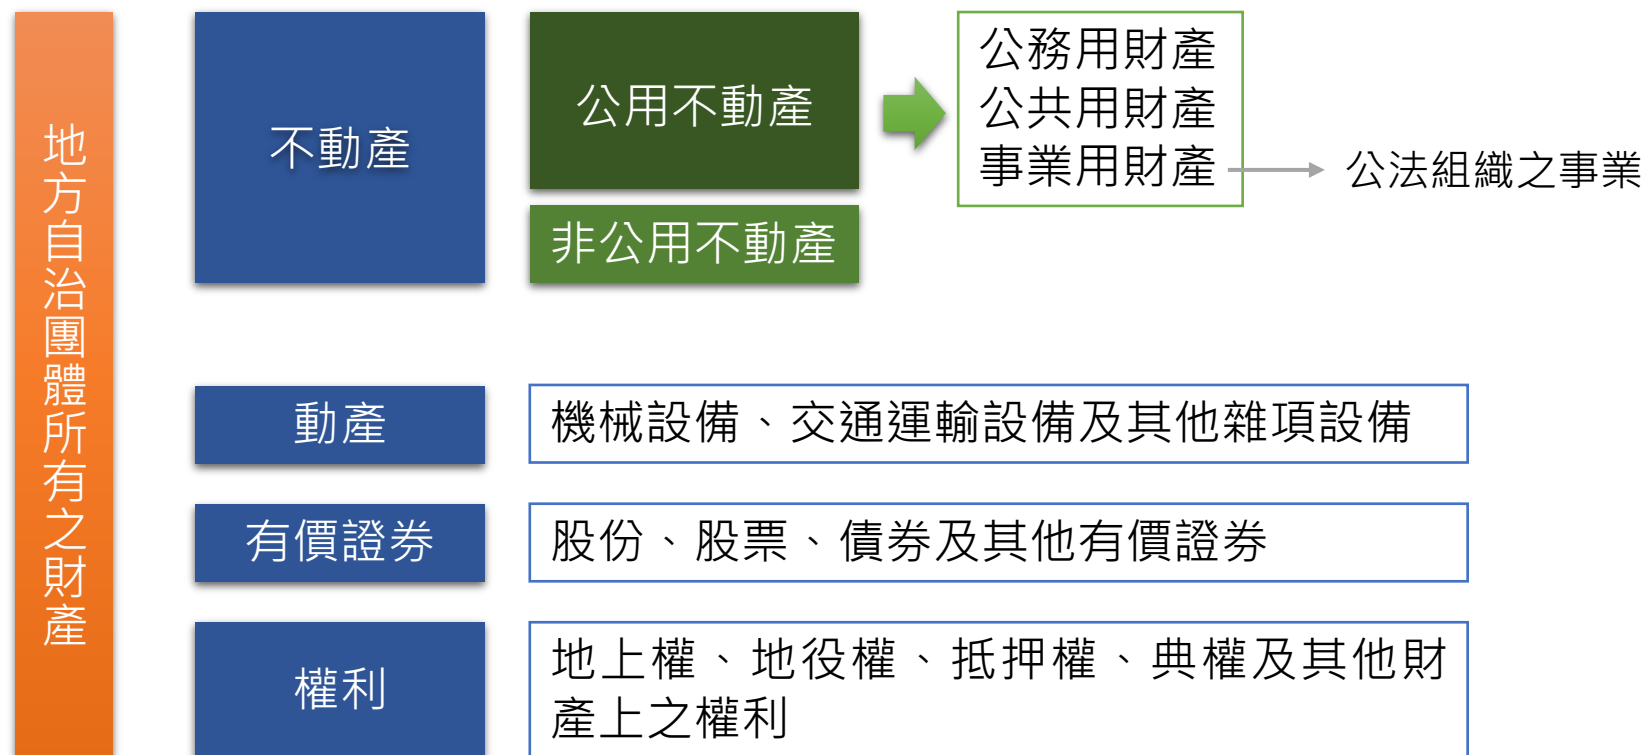 地方自治團體所有之財產
不動產
公用不動產
公務用財產
公共用財產
事業用財產
公法組織之事業
非公用不動產
動產
機械設備、交通運輸設備及其他雜項設備
有價證券
股份、股票、債券及其他有價證券
權利
地上權、地役權、抵押權、典權及其他財
產上之權利